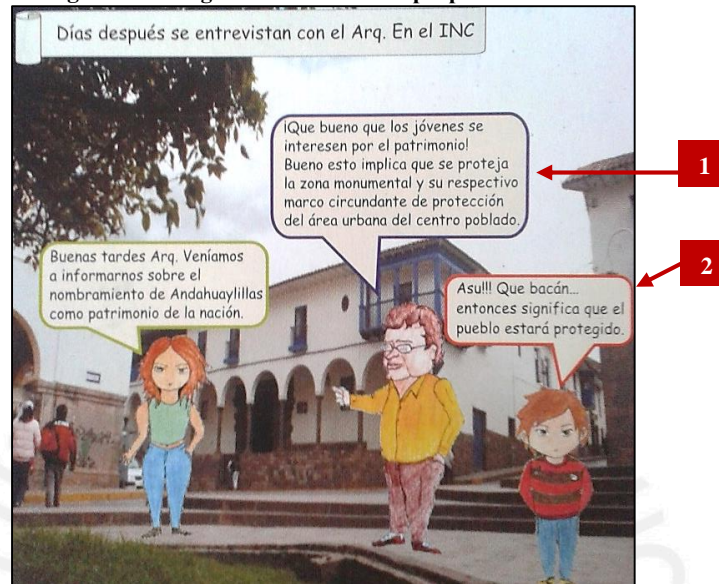 Días después se entrevistan con el Arq. En el INC
¡Que bueno que los jóvenes se
interesen por el patrimonio!
Bueno esto implica que se proteja
la zona monumental y su respectivo
marco circundante de protección
del área urbana del centro poblado.
1
Buenas tardes Arq. Veníamos
a informarnos sobre el
nombramiento de Andahuaylillas
como patrimonio de la nación.
2
Asu!!! Que bacán...
entonces significa que el
pueblo estará protegido.